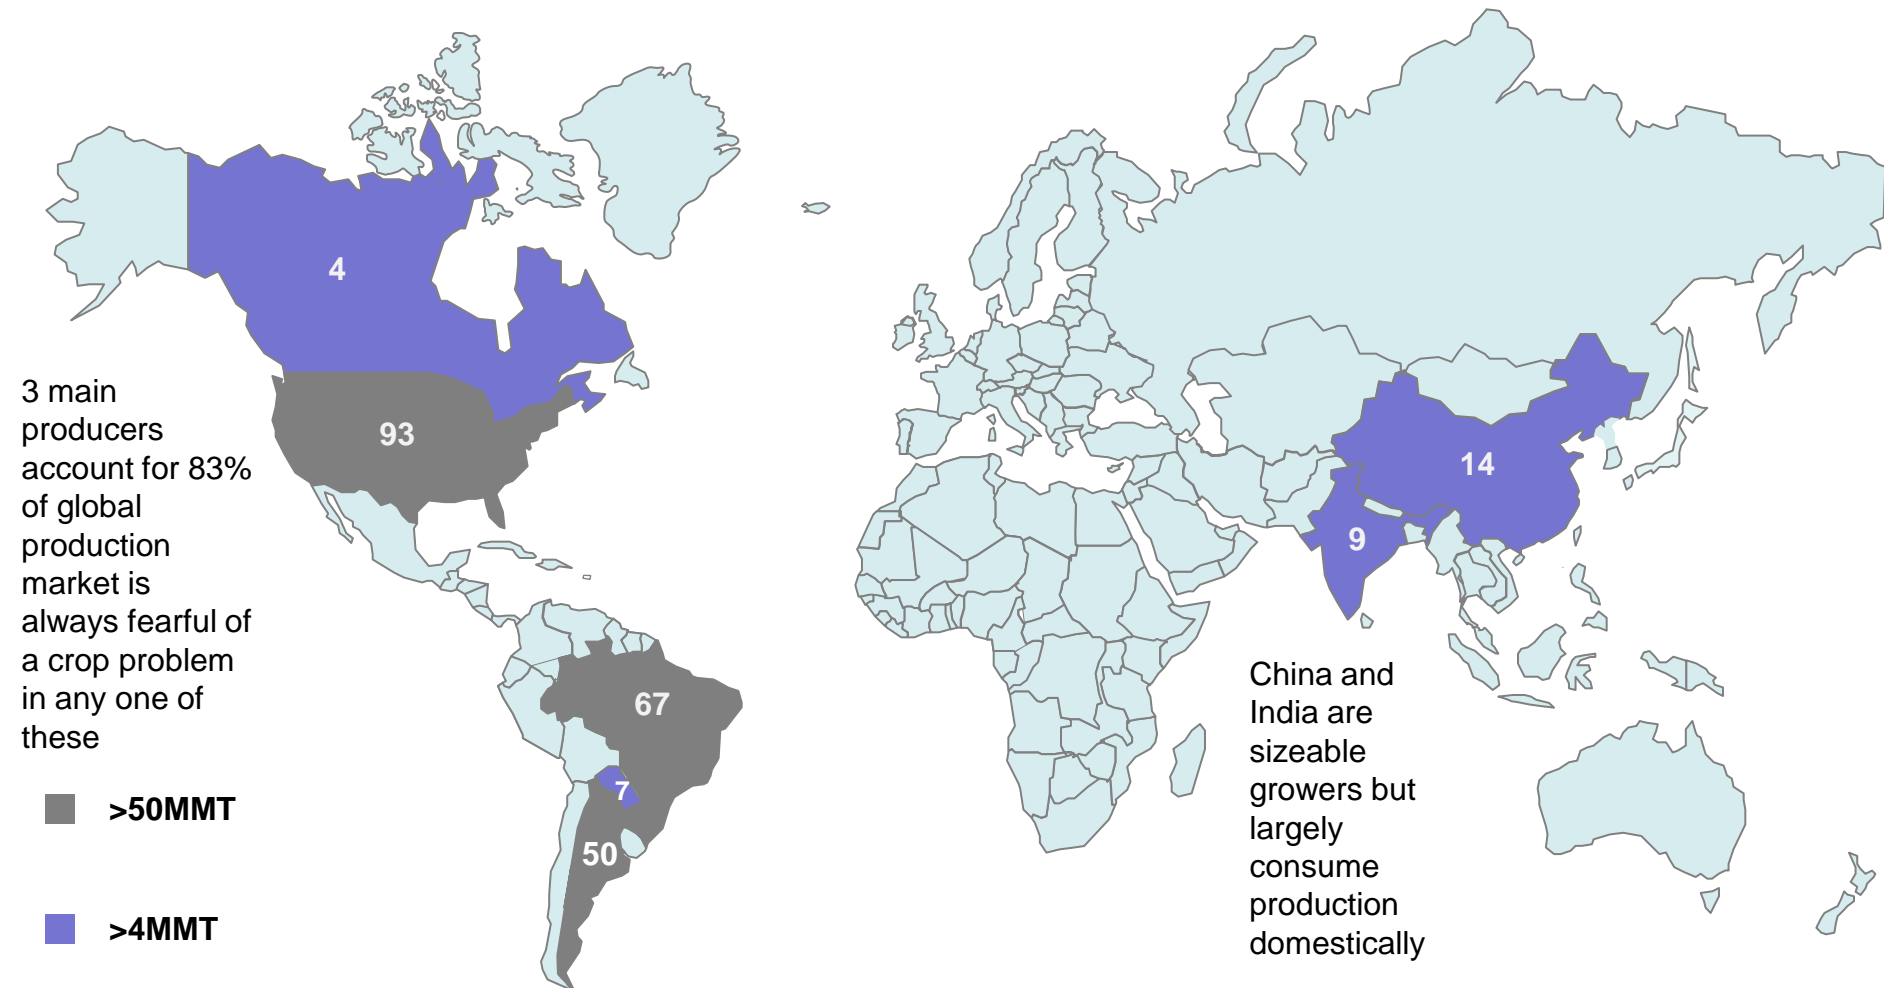 4
93
3 main
producers
account for 83%
of global
production
market is
always fearful of
a crop problem
in any one of
these
>50MMT
>4MMT
67
7
50
14
9
China and
India are
sizeable
growers but
largely
consume
production
domestically